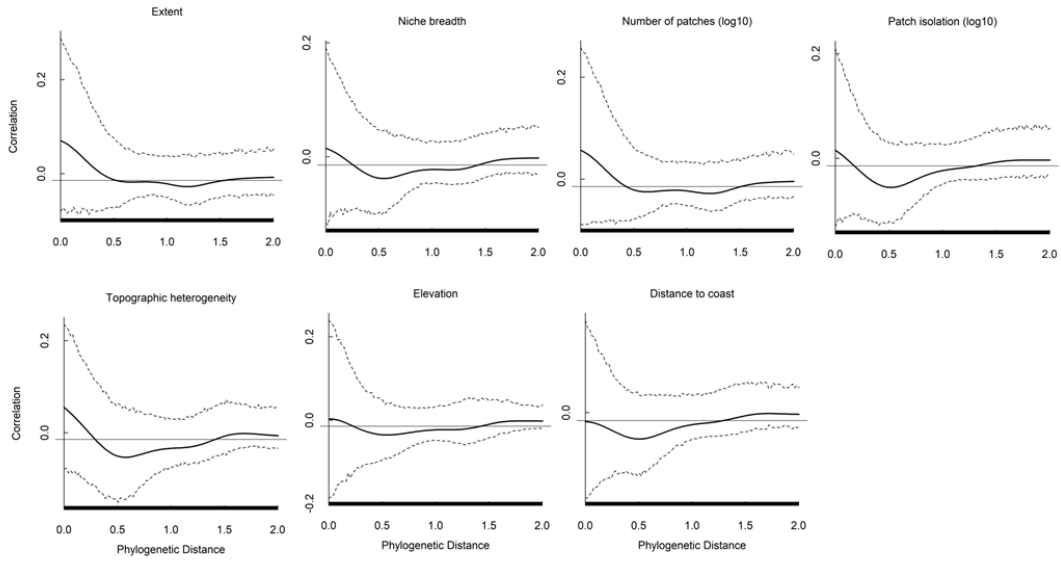 Extent
Niche breadth
Number of patches (log10)
Patch isolation (log10)
Correlation
0.2
0.0
0.0 0.5 1.0 1.5 2.0
0.2
0.0
0.0 0.5 1.0 1.5 2.0
0.2
0.0
0.0 0.5 1.0 1.5 2.0
0.2
0.0
0.0 0.5 1.0 1.5 2.0
Topographic heterogeneity
Elevation
Distance to coast
Correlation
0.2
0.0
0.0 0.5 1.0 1.5 2.0
Phylogenetic Distance
0.2
0.0
-0.2
0.0 0.5 1.0 1.5 2.0
Phylogenetic Distance
0.0
0.0 0.5 1.0 1.5 2.0
Phylogenetic Distance